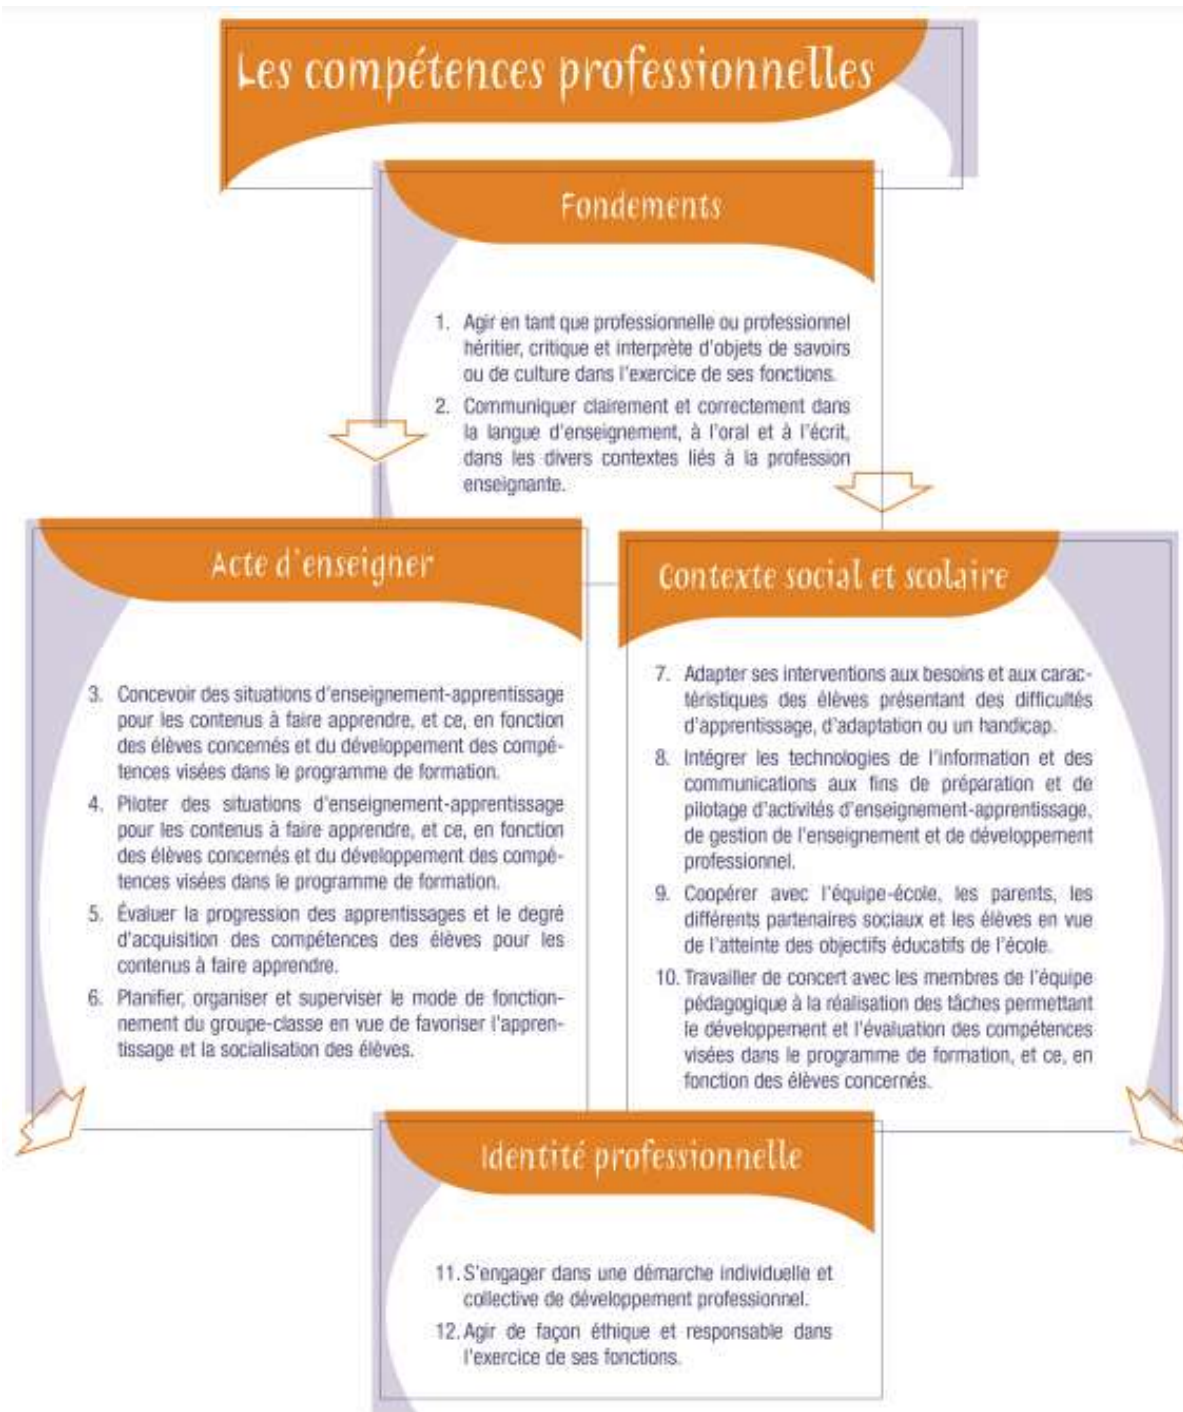 Les compétences professionnelles
Fondements
1. Agir en tant que professionnelle ou professionnel
héritier, critique et interprète d'objets de savoirs
ou de culture dans l'exercice de ses fonctions.
2. Communiquer clairement et correctement dans
la langue d'enseignement, à l'oral et à l'écrit,
dans les divers contextes liés à la profession
enseignante.
Acte d'enseigner
3. Concevoir des situations d'enseignement-apprentissage
pour les contenus à faire apprendre, et ce, en fonction
des élèves concernés et du développement des compé-
tences visées dans le programme de formation.
4. Piloter des situations d'enseignement-apprentissage
pour les contenus à faire apprendre, et ce, en fonction
des élèves concernés et du développement des compé-
tences visées dans le programme de formation.
5. Évaluer la progression des apprentissages et le degré
d'acquisition des compétences des élèves pour les
contenus à faire apprendre.
6. Planifier, organiser et superviser le mode de fonction-
nement du groupe-classe en vue de favoriser l'appren-
tissage et la socialisation des élèves.
Contexte social et scolaire
7. Adapter ses interventions aux besoins et aux carac-
téristiques des élèves présentant des difficultés
d'apprentissage, d'adaptation ou un handicap.
8. Intégrer les technologies de l'information et des
communications aux fins de préparation et de
pilotage d'activités d'enseignement-apprentissage,
de gestion de l'enseignement et de développement
professionnel.
9. Coopérer avec l'équipe-école, les parents, les
différents partenaires sociaux et les élèves en vue
de l'atteinte des objectifs éducatifs de l'école.
10. Travailler de concert avec les membres de l'équipe
pédagogique à la réalisation des tâches permettant
le développement et l'évaluation des compétences
visées dans le programme de formation, et ce, en
fonction des élèves concernés.
Identité professionnelle
11. S'engager dans une démarche individuelle et
collective de développement professionnel.
12. Agir de façon éthique et responsable dans
l'exercice de ses fonctions.